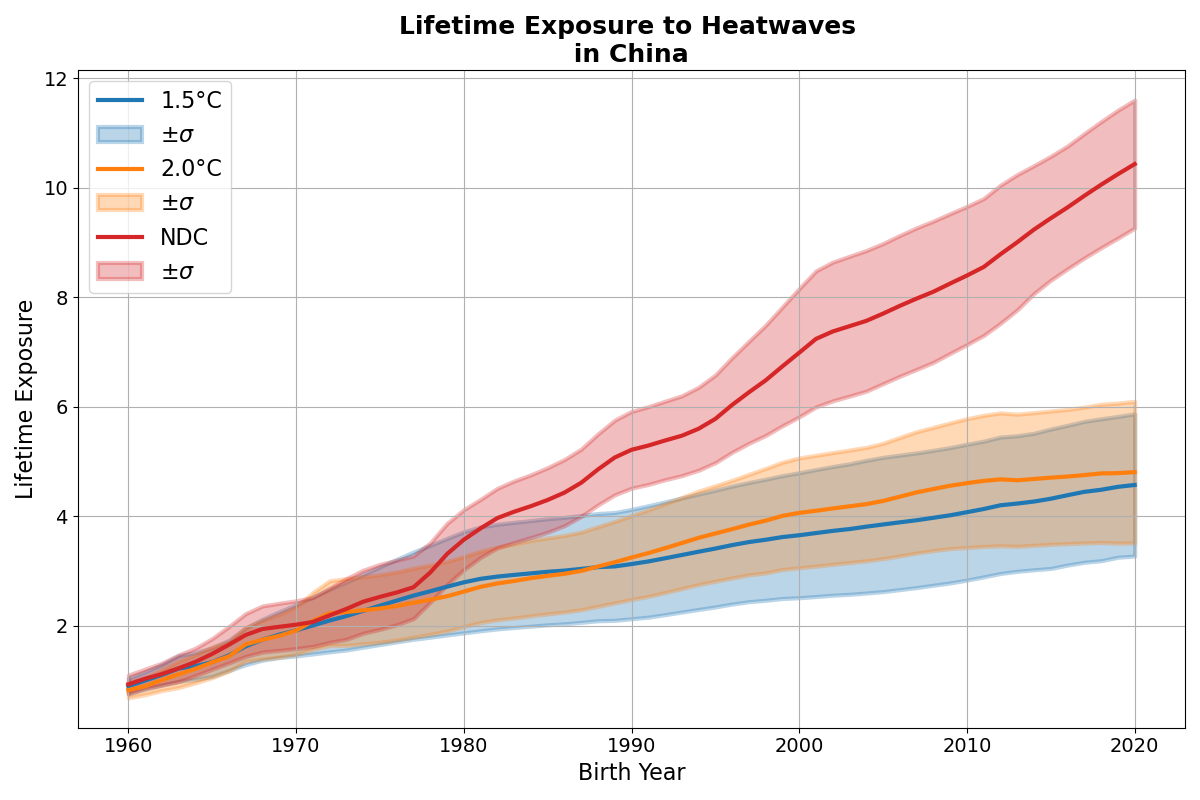 Lifetime Exposure to Heatwaves
in China
12
10
8
6
4
2
Lifetime Exposure
1.5°C
±σ
2.0°C
±σ
NDC
±σ
1960 1970 1980 1990 2000 2010 2020
Birth Year